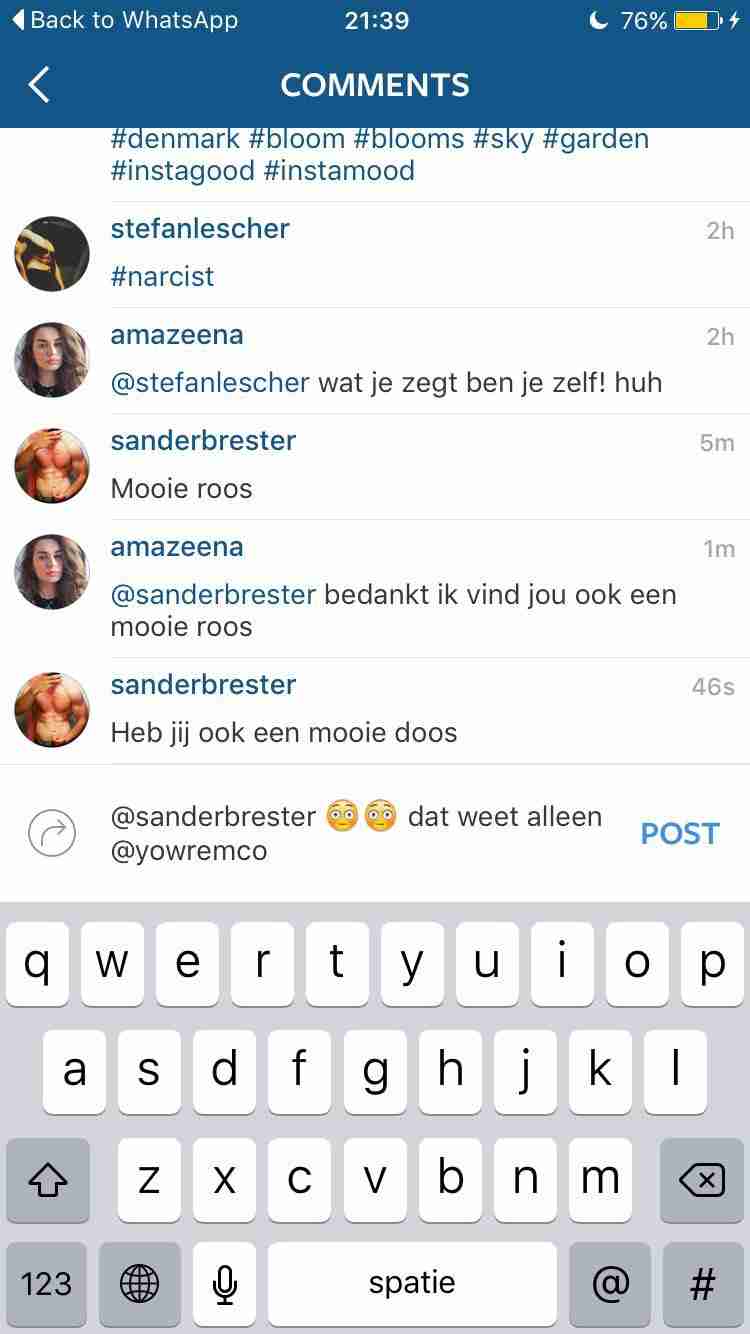 Back to WhatsApp 21:39 76%
COMMENTS
#denmark #bloom #blooms #sky #garden
#instagood #instamood
stefanlescher 2h
#narcist
amazeena 2h
@stefanlescher wat je zegt ben je zelf! huh
sanderbrester 5m
Mooie roos
amazeena 1m
@sanderbrester bedankt ik vind jou ook een
mooie roos
sanderbrester 46s
Heb jij ook een mooie doos
@sanderbrester 😳😳 dat weet alleen
@yowremco
POST
q w e r t y u i o p
a s d f g h j k l
z x c v b n m
123 spatie @ #